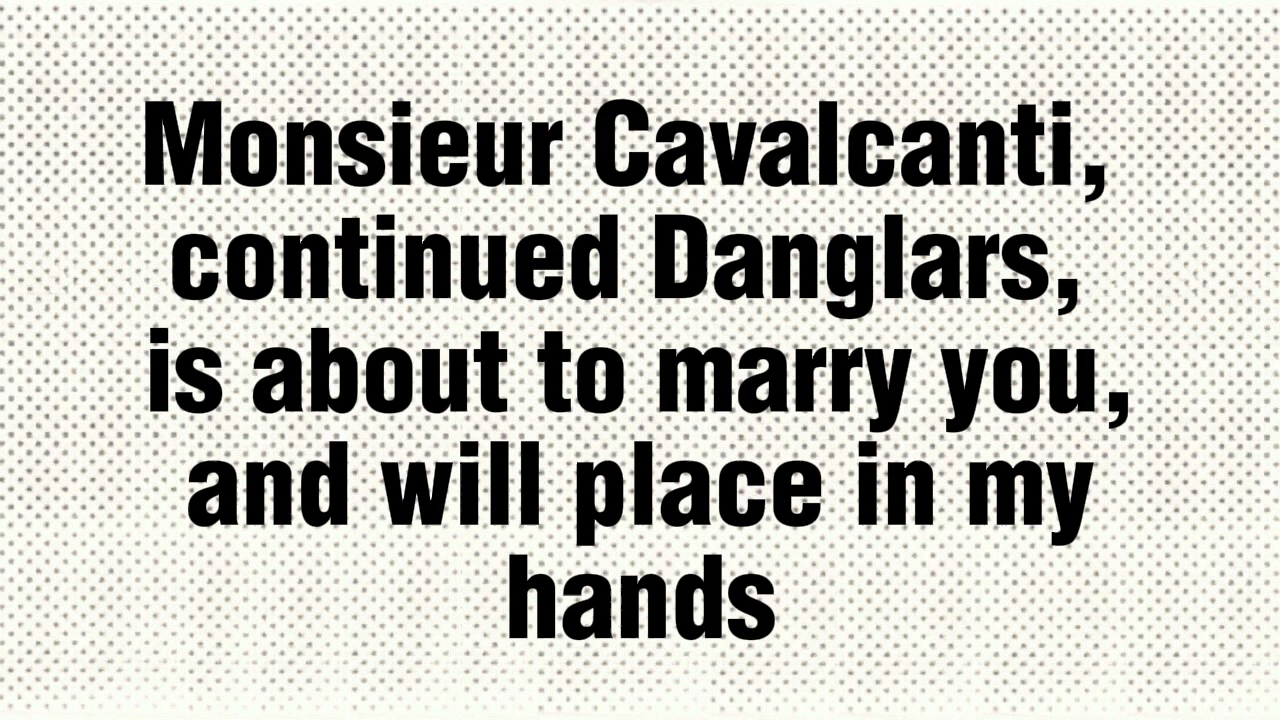 Monsieur Cavalcanti,
continued Danglars,
is about to marry you,
and will place in my
hands